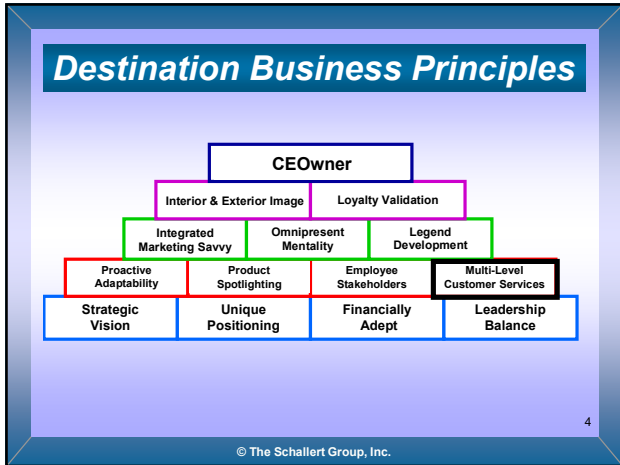 Destination Business Principles
CEOwner
Interior & Exterior Image
Loyalty Validation
Integrated
Marketing Savvy
Omnipresent
Mentality
Legend
Development
Proactive
Adaptability
Product
Spotlighting
Employee
Stakeholders
Multi-Level
Customer Services
Strategic
Vision
Unique
Positioning
Financially
Adept
Leadership
Balance
4
© The Schallert Group, Inc.